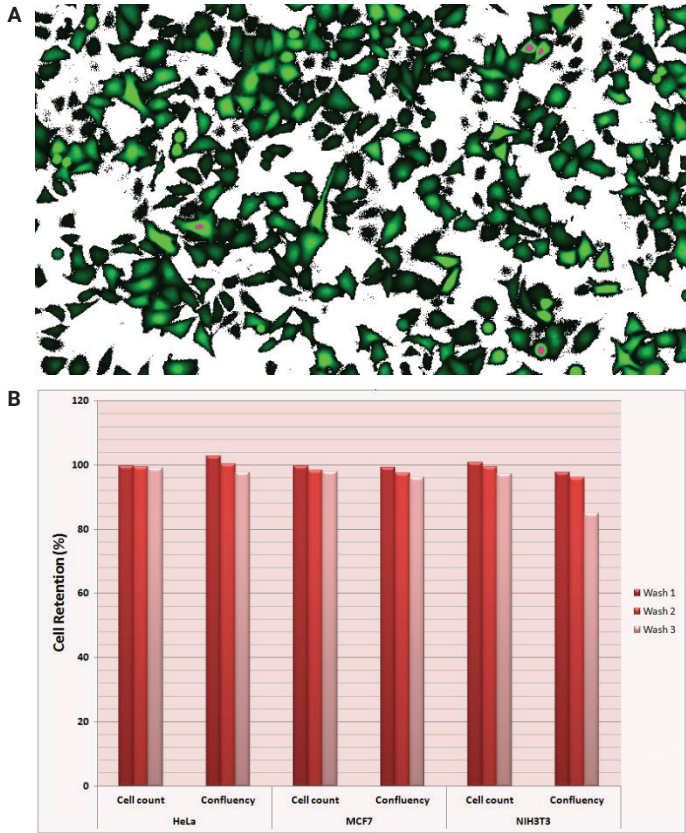 A
B
120
100
80
60
40
20
0
Cell Retention (%)
Wash 1
Wash 2
Wash 3
Cell count Confluency Cell count Confluency Cell count Confluency
HeLa MCF7 NIH3T3